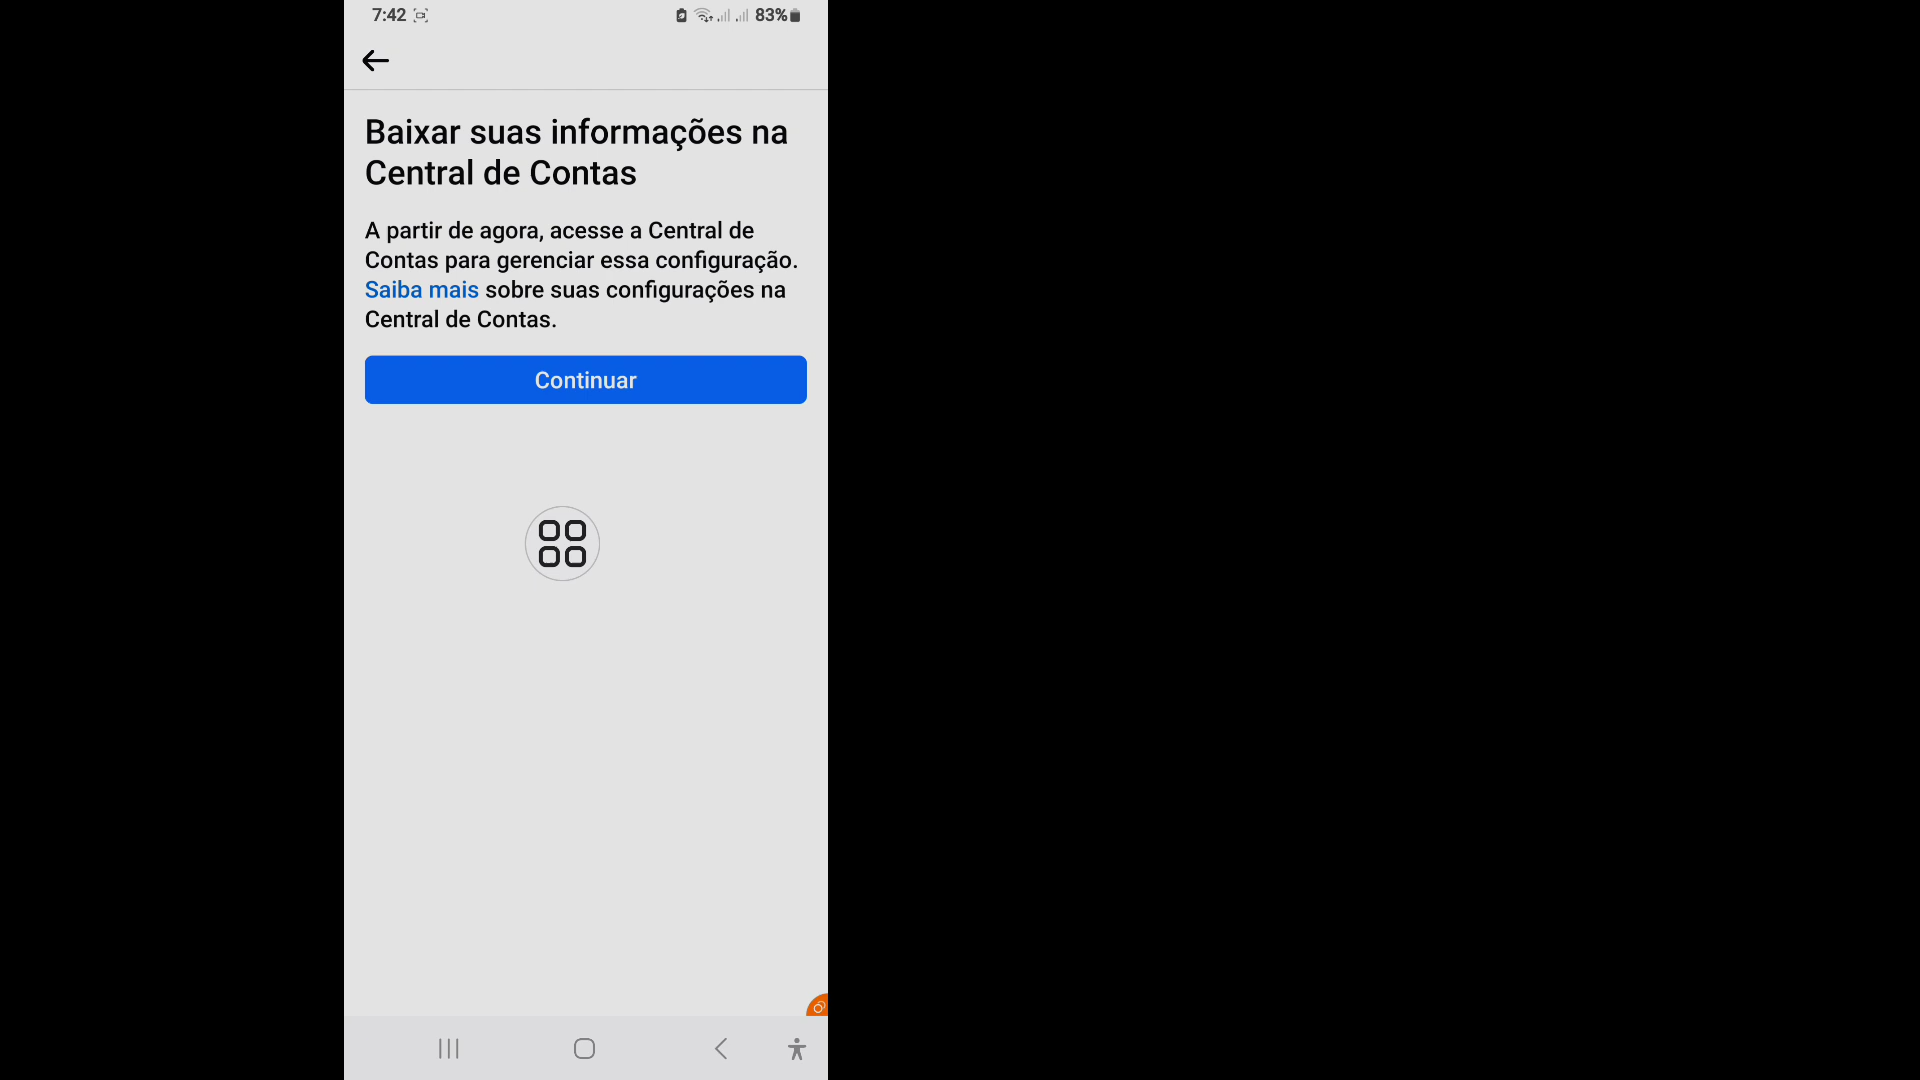 7:42
83%
Baixar suas informações na
Central de Contas
A partir de agora, acesse a Central de
Contas para gerenciar essa configuração.
Saiba mais sobre suas configurações na
Central de Contas.
Continuar